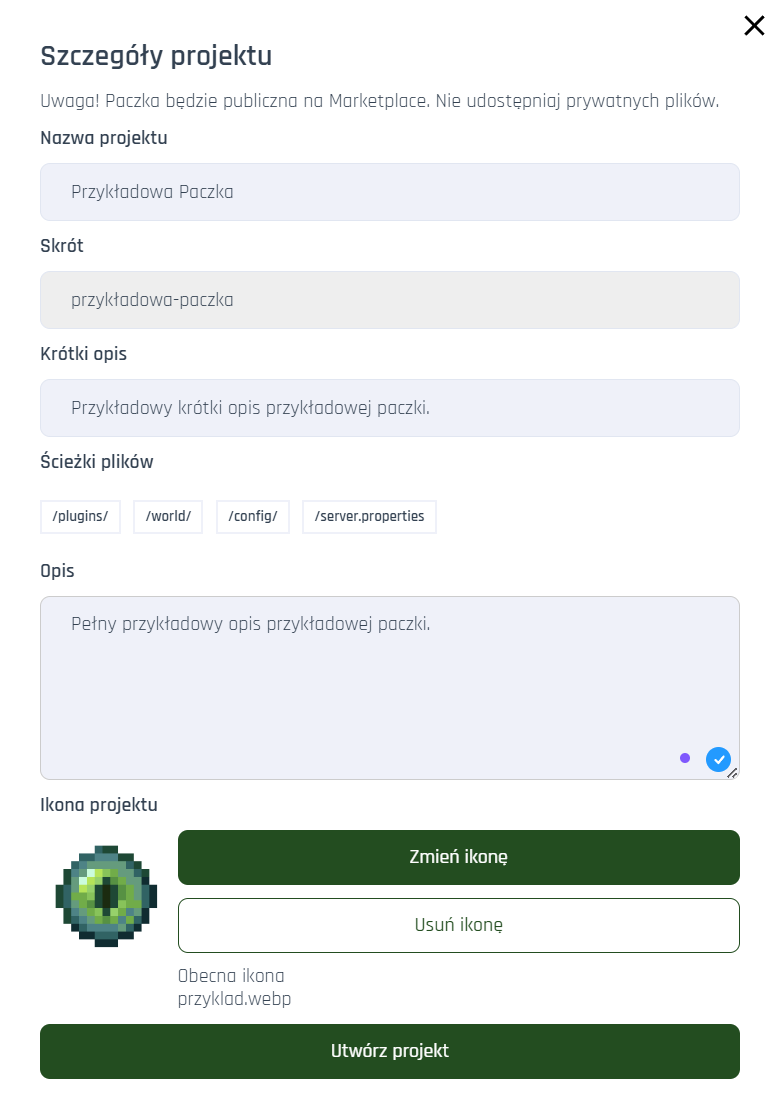 Szczegóły projektu
Uwaga! Paczka będzie publiczna na Marketplace. Nie udostępniaj prywatnych plików.
Nazwa projektu
Przykładowa Paczka
Skrót
przykładowa-paczka
Krótki opis
Przykładowy krótki opis przykładowej paczki.
Ścieżki plików
/plugins/ /world/ /config/ /server.properties
Opis
Pełny przykładowy opis przykładowej paczki.
Ikona projektu
Zmień ikonę
Usuń ikonę
Obecna ikona
przyklad.webp
Utwórz projekt